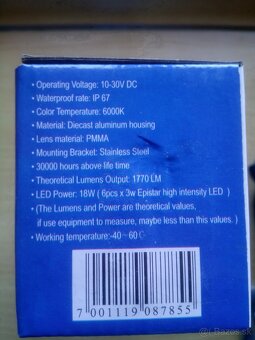 • Operating Voltage: 10-30V DC
• Waterproof rate: IP 67
• Color Temperature: 6000K
• Material: Diecast aluminum housing
• Lens material: PMMA
• Mounting Bracket: Stainless Steel
• 30000 hours above life time
• Theoretical Lumens Output: 1770 LM
• LED Power: 18W ( 6pcs x 3w Epistar high intensity LED )
• (The Lumens and Power are theoretical values,
if use equipment to measure, maybe less than this values. )
• Working temperature:-40~60 C
7 001119 087855
bazos.sk